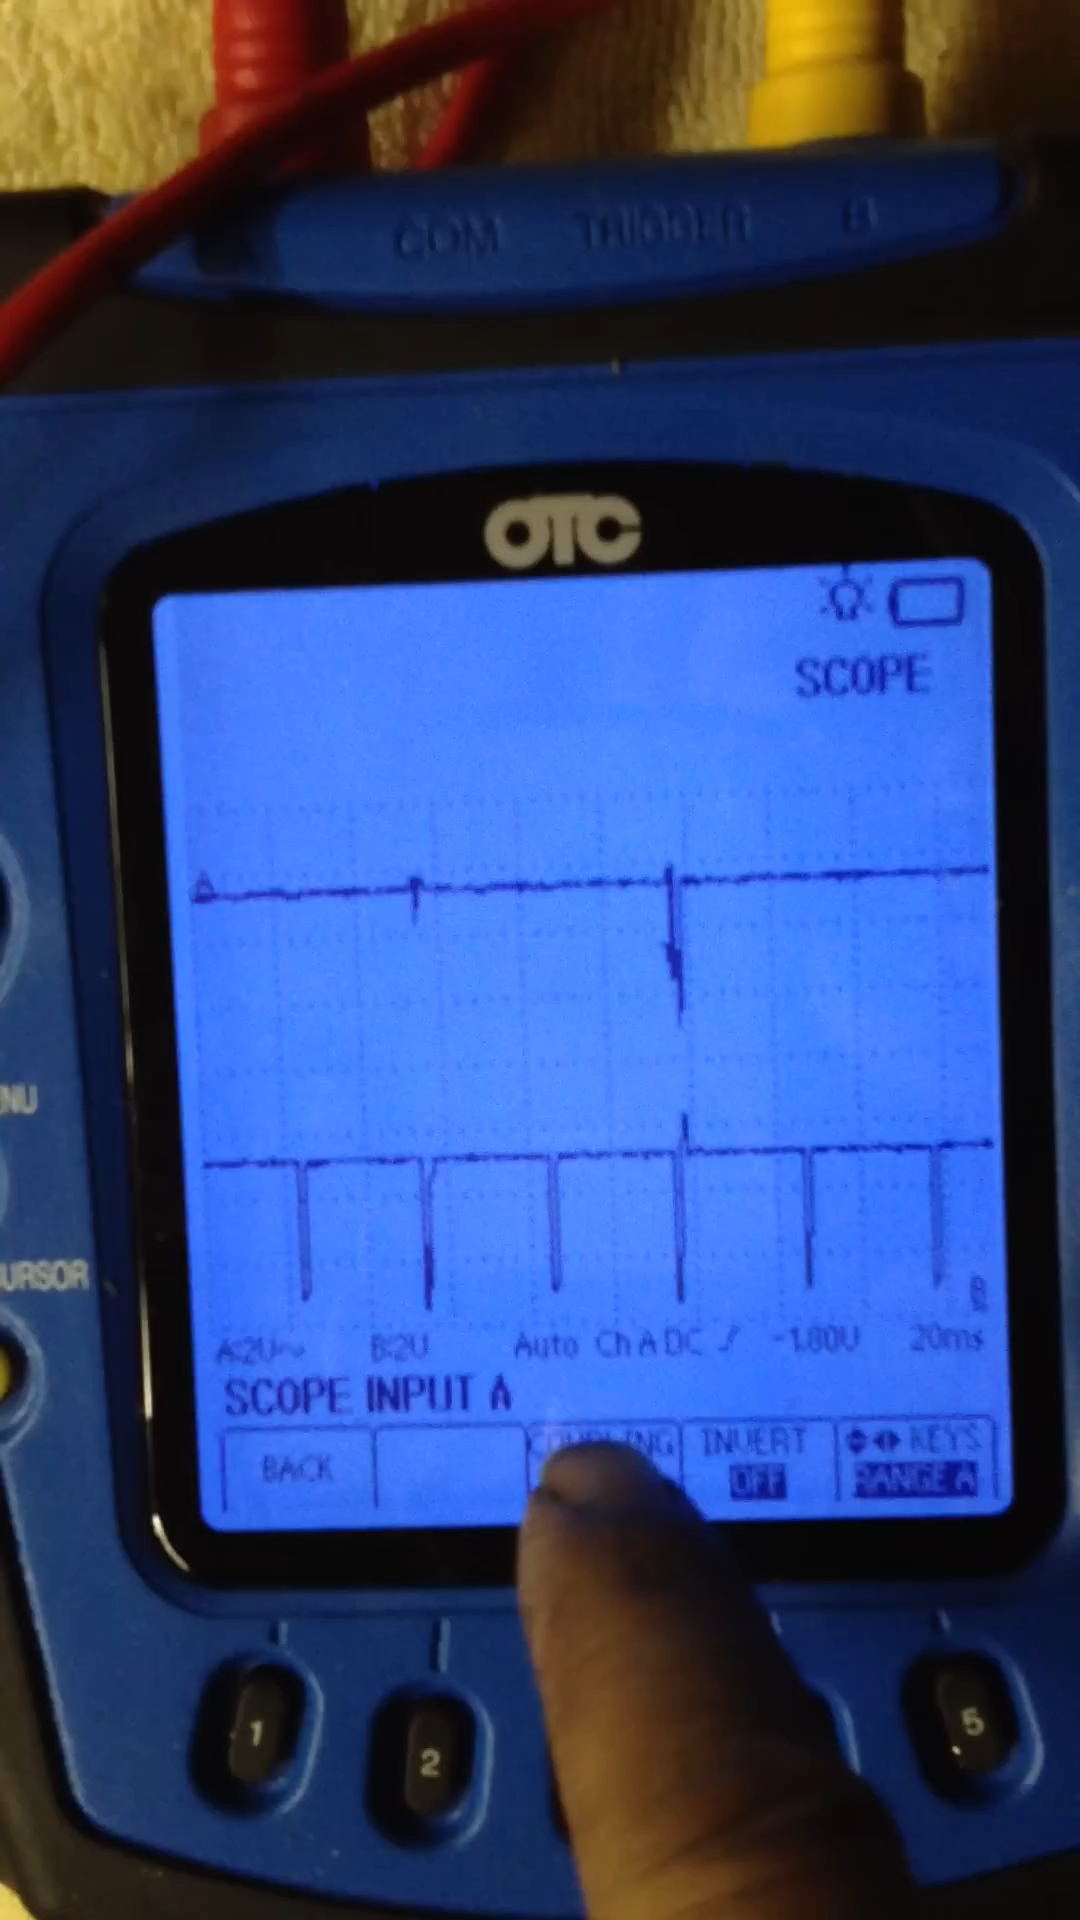 COM TRIGGER B
OTC
SCOPE
A
B
A:2V~ B:2V Auto Ch A DC -1.80V 20ms
SCOPE INPUT A
BACK COUPLING INVERT OFF KEYS RANGE A
NU
URSOR
1 2 5